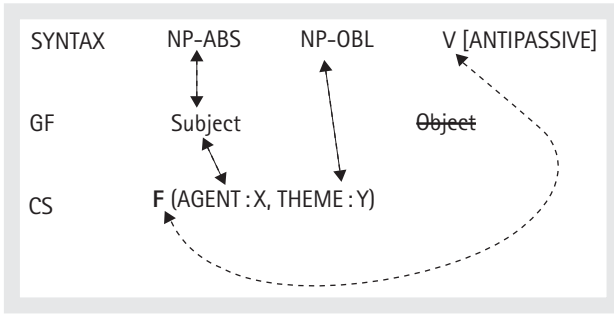 SYNTAX NP-ABS NP-OBL V [ANTIPASSIVE]
GF Subject Object
CS F (AGENT : X, THEME : Y)